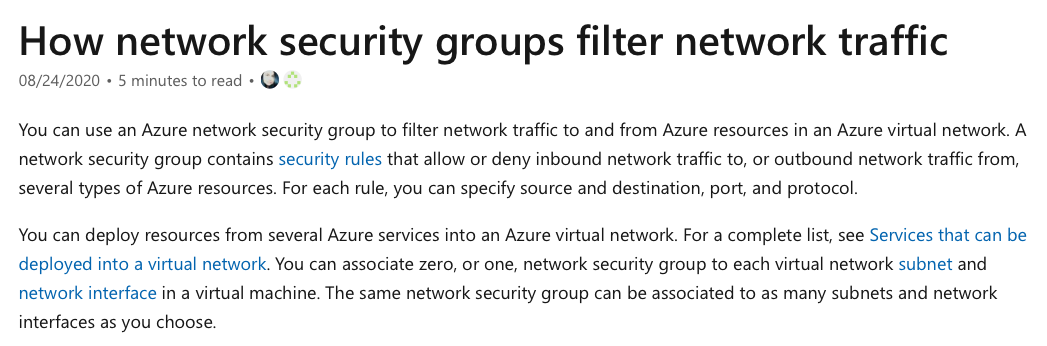 How network security groups filter network traffic
08/24/2020 • 5 minutes to read •
You can use an Azure network security group to filter network traffic to and from Azure resources in an Azure virtual network. A
network security group contains security rules that allow or deny inbound network traffic to, or outbound network traffic from,
several types of Azure resources. For each rule, you can specify source and destination, port, and protocol.
You can deploy resources from several Azure services into an Azure virtual network. For a complete list, see Services that can be
deployed into a virtual network. You can associate zero, or one, network security group to each virtual network subnet and
network interface in a virtual machine. The same network security group can be associated to as many subnets and network
interfaces as you choose.